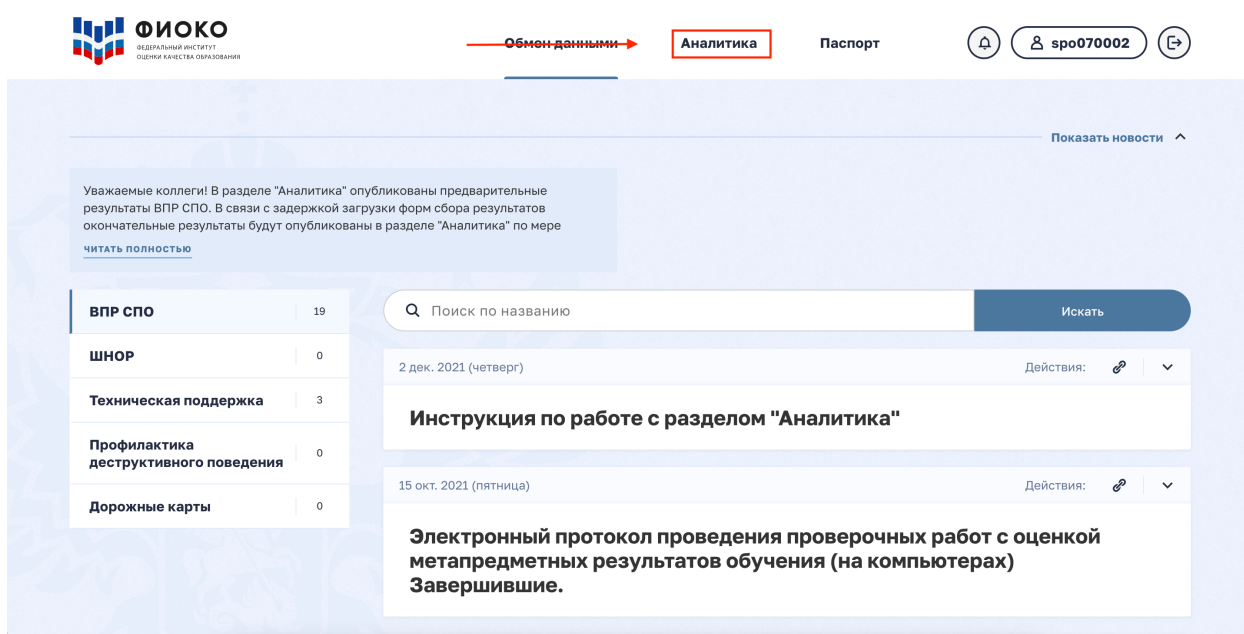 ФИОКО
ФЕДЕРАЛЬНЫЙ ИНСТИТУТ
ОЦЕНКИ КАЧЕСТВА ОБРАЗОВАНИЯ
Обмен данными
Аналитика
Паспорт
spo070002
Показать новости
Уважаемые коллеги! В разделе "Аналитика" опубликованы предварительные
результаты ВПР СПО. В связи с задержкой загрузки форм сбора результатов
окончательные результаты будут опубликованы в разделе "Аналитика" по мере
ЧИТАТЬ ПОЛНОСТЬЮ
ВПР СПО 19
ШНОР 0
Техническая поддержка 3
Профилактика
деструктивного поведения 0
Дорожные карты 0
Поиск по названию
Искать
2 дек. 2021 (четверг) Действия:
Инструкция по работе с разделом "Аналитика"
15 окт. 2021 (пятница) Действия:
Электронный протокол проведения проверочных работ с оценкой
метапредметных результатов обучения (на компьютерах)
Завершившие.